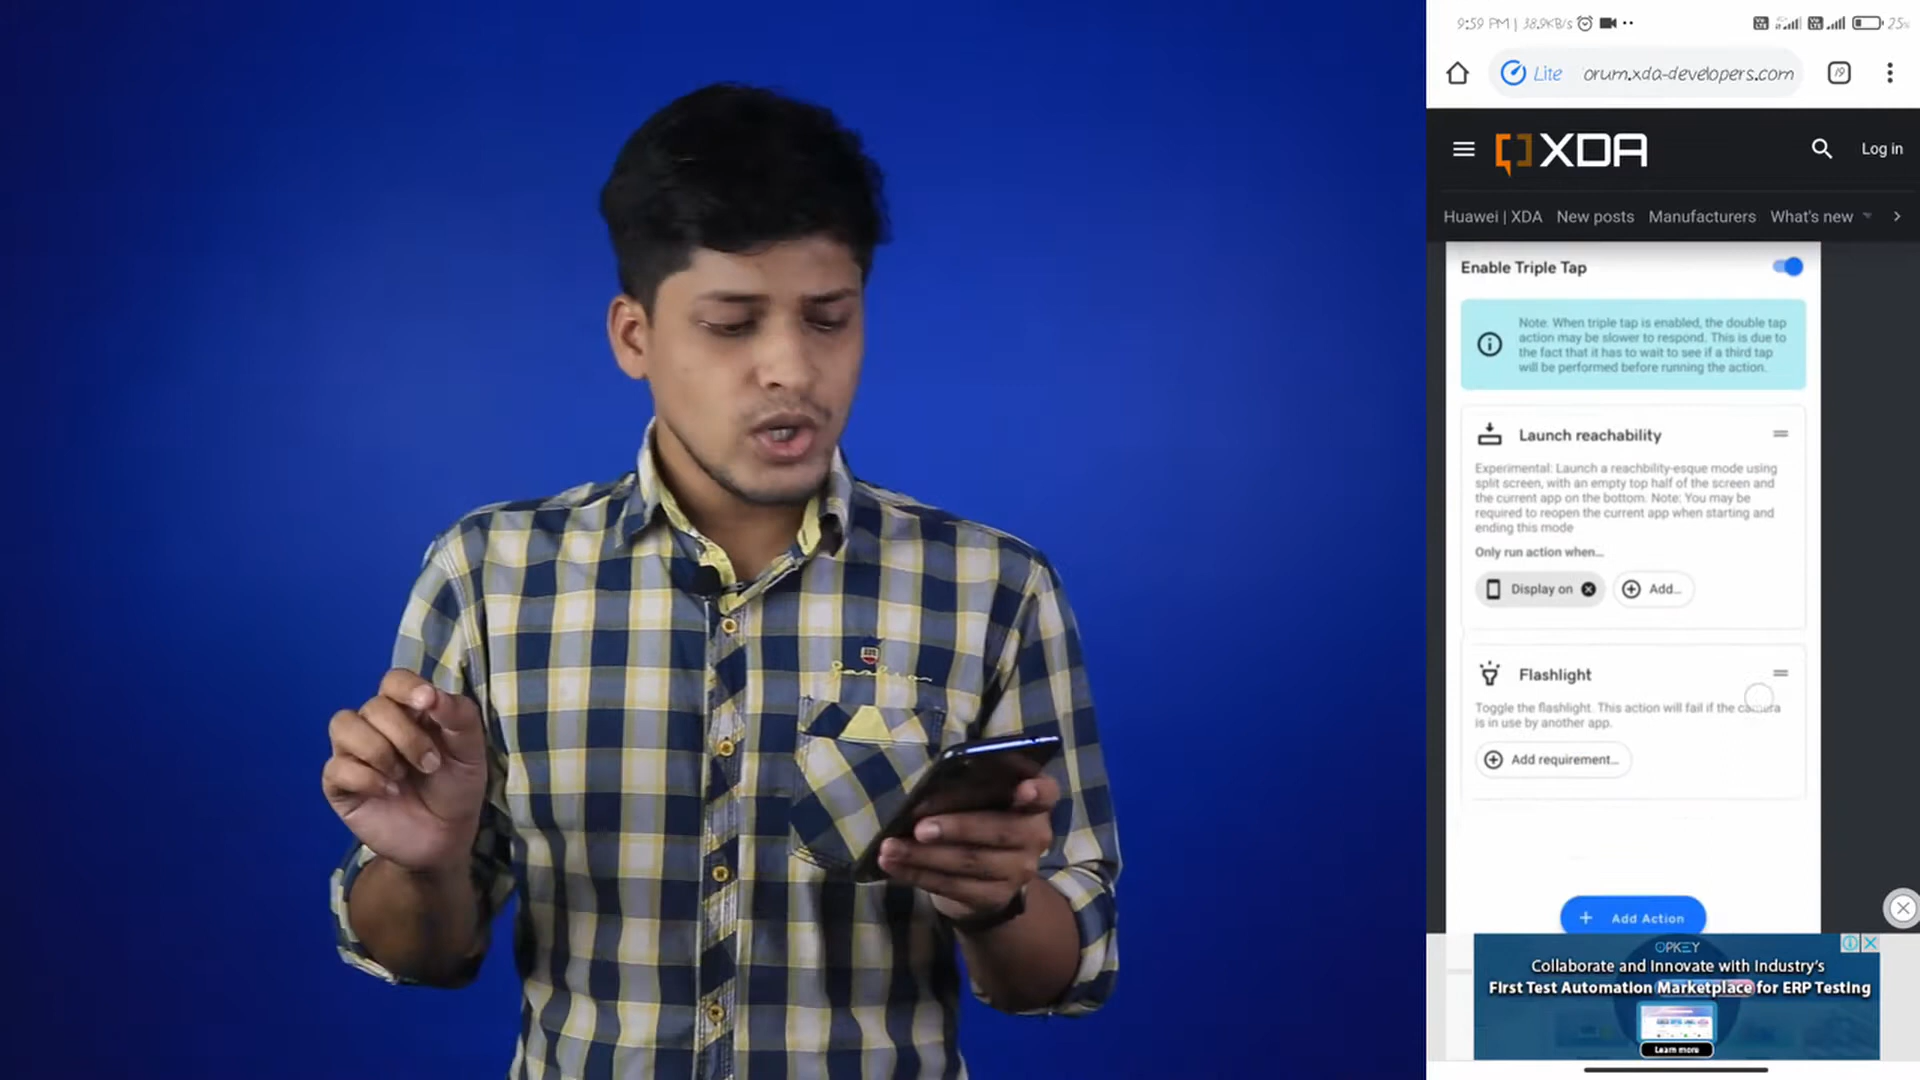 9:59 PM | 38.9KB/s
25%
Lite
orum.xda-developers.com
19
XDA
Log in
Huawei | XDA
New posts
Manufacturers
What's new
Enable Triple Tap
Note: When triple tap is enabled, the double tap
action may be slower to respond. This is due to
the fact that it has to wait to see if a third tap
will be performed before running the action.
Launch reachability
Experimental: Launch a reachbility-esque mode using
split screen, with an empty top half of the screen and
the current app on the bottom. Note: You may be
required to reopen the current app when starting and
ending this mode
Only run action when...
Display on
Add...
Flashlight
Toggle the flashlight. This action will fail if the camera
is in use by another app.
Add requirement...
+ Add Action
OPKEY
Collaborate and Innovate with Industry's
First Test Automation Marketplace for ERP Testing
Learn more